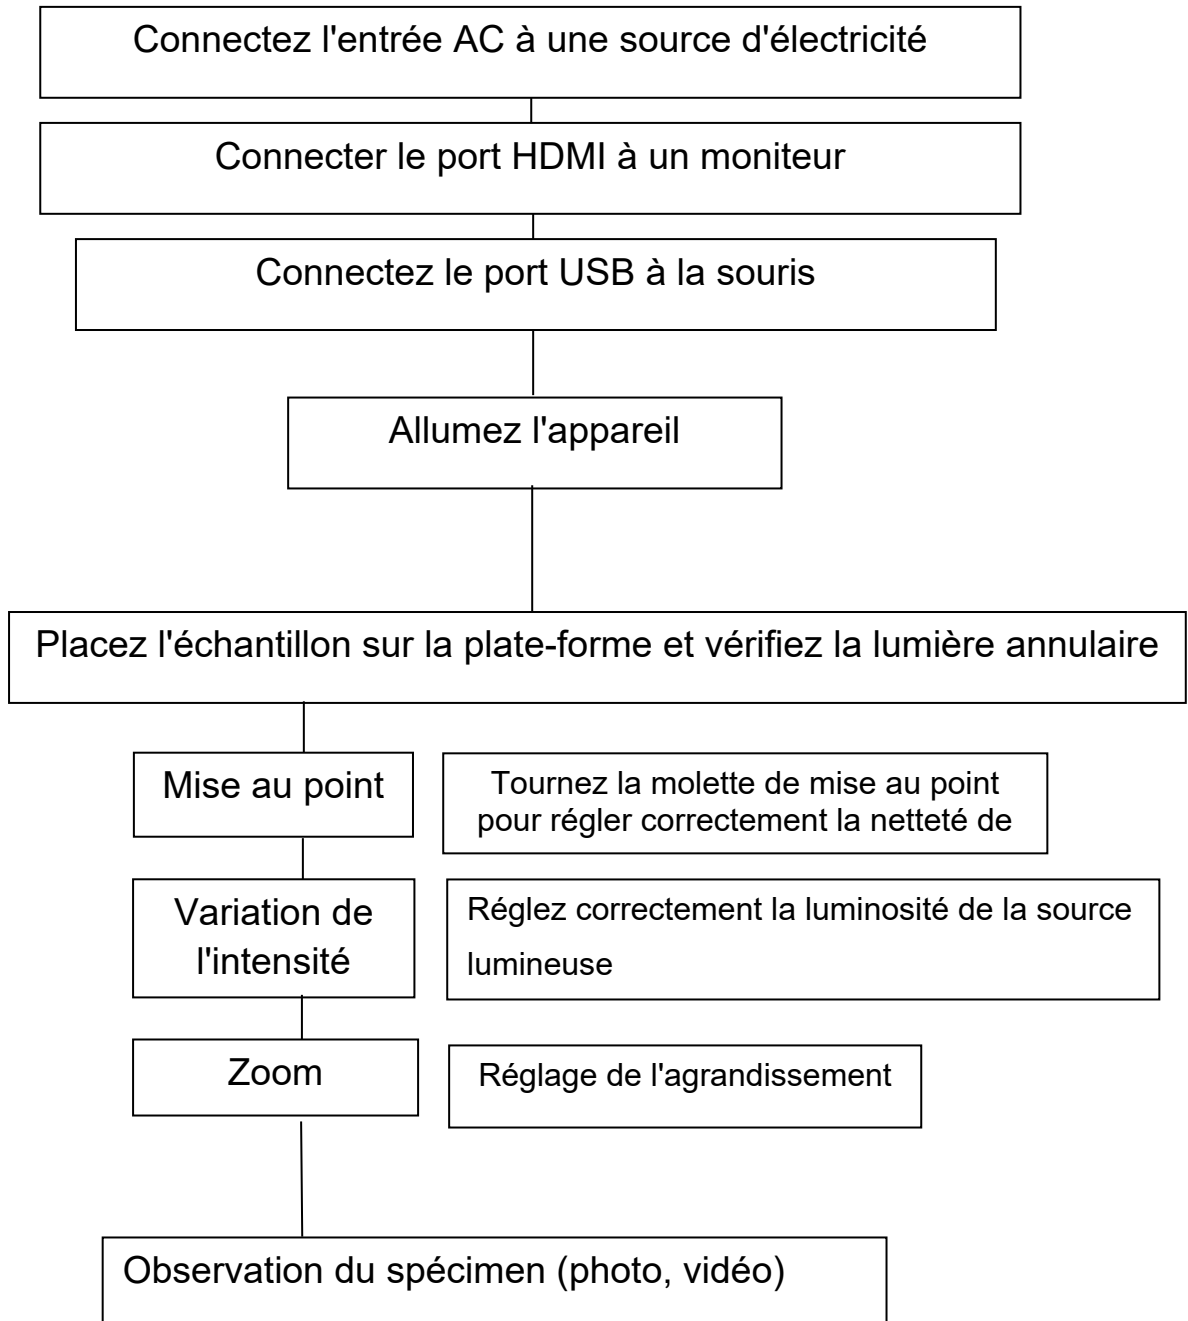 Connectez l'entrée AC à une source d'électricité
Connecter le port HDMI à un moniteur
Connectez le port USB à la souris
Allumez l'appareil
Placez l'échantillon sur la plate-forme et vérifiez la lumière annulaire
Mise au point
Tournez la molette de mise au point
pour régler correctement la netteté de
Variation de
l'intensité
Réglez correctement la luminosité de la source
lumineuse
Zoom
Réglage de l'agrandissement
Observation du spécimen (photo, vidéo)